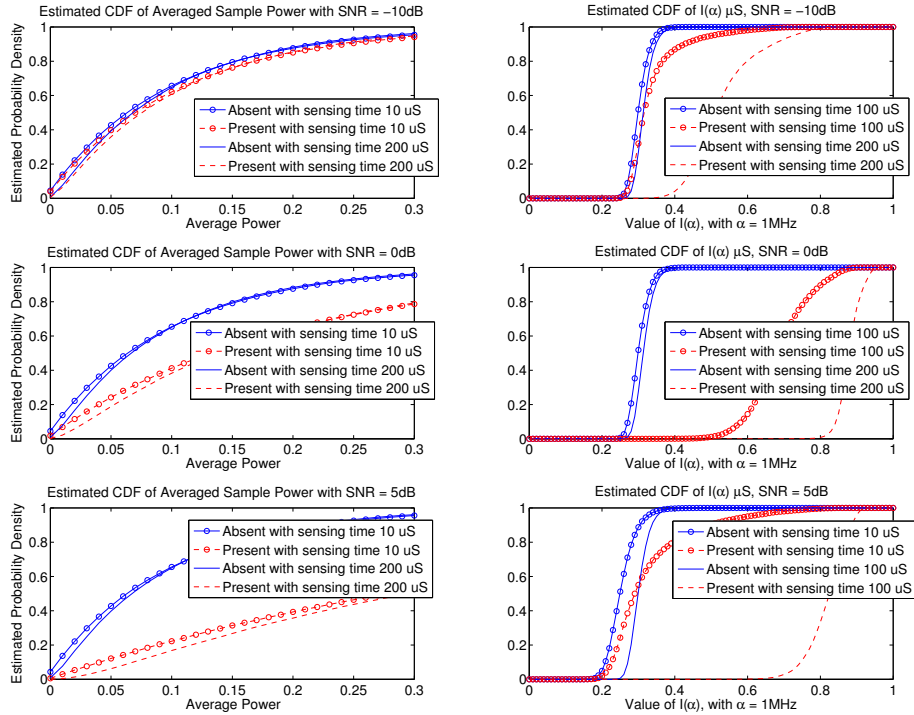 Estimated CDF of Averaged Sample Power with SNR = −10dB
Estimated Probability Density
1
0.8
0.6
0.4
0.2
0
0
0.05
0.1
0.15
0.2
0.25
0.3
Average Power
Absent with sensing time 10 uS
Present with sensing time 10 uS
Absent with sensing time 200 uS
Present with sensing time 200 uS
Estimated CDF of I(α) μS, SNR = −10dB
1
0.8
0.6
0.4
0.2
0
0
0.2
0.4
0.6
0.8
1
Value of I(α), with α = 1MHz
Absent with sensing time 100 uS
Present with sensing time 100 uS
Absent with sensing time 200 uS
Present with sensing time 200 uS
Estimated CDF of Averaged Sample Power with SNR = 0dB
Estimated Probability Density
1
0.8
0.6
0.4
0.2
0
0
0.05
0.1
0.15
0.2
0.25
0.3
Average Power
Absent with sensing time 10 uS
Present with sensing time 10 uS
Absent with sensing time 200 uS
Present with sensing time 200 uS
Estimated CDF of I(α) μS, SNR = 0dB
1
0.8
0.6
0.4
0.2
0
0
0.2
0.4
0.6
0.8
1
Value of I(α), with α = 1MHz
Absent with sensing time 100 uS
Present with sensing time 100 uS
Absent with sensing time 200 uS
Present with sensing time 200 uS
Estimated CDF of Averaged Sample Power with SNR = 5dB
Estimated Probability Density
1
0.8
0.6
0.4
0.2
0
0
0.05
0.1
0.15
0.2
0.25
0.3
Average Power
Absent with sensing time 10 uS
Present with sensing time 10 uS
Absent with sensing time 200 uS
Present with sensing time 200 uS
Estimated CDF of I(α) μS, SNR = 5dB
1
0.8
0.6
0.4
0.2
0
0
0.2
0.4
0.6
0.8
1
Value of I(α), with α = 1MHz
Absent with sensing time 10 uS
Present with sensing time 10 uS
Absent with sensing time 100 uS
Present with sensing time 100 uS